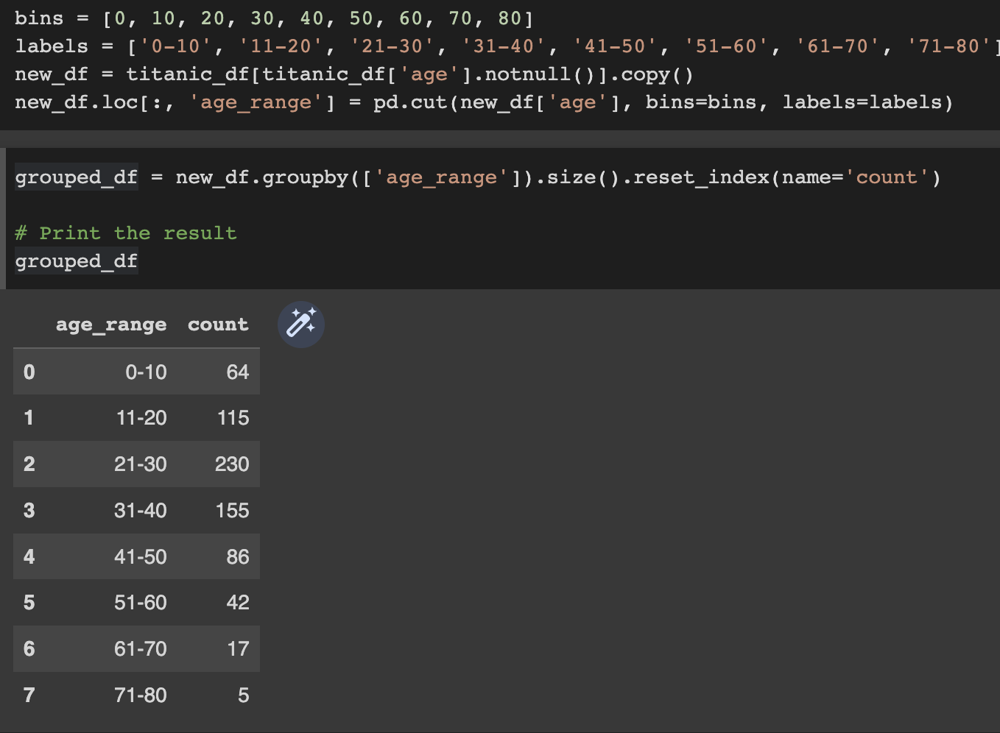 bins = [0, 10, 20, 30, 40, 50, 60, 70, 80]
labels = ['0-10', '11-20', '21-30', '31-40', '41-50', '51-60', '61-70', '71-80']
new_df = titanic_df[titanic_df['age'].notnull()].copy()
new_df.loc[:, 'age_range'] = pd.cut(new_df['age'], bins=bins, labels=labels)
grouped_df = new_df.groupby(['age_range']).size().reset_index(name='count')
# Print the result
grouped_df
age_range count
0 0-10 64
1 11-20 115
2 21-30 230
3 31-40 155
4 41-50 86
5 51-60 42
6 61-70 17
7 71-80 5